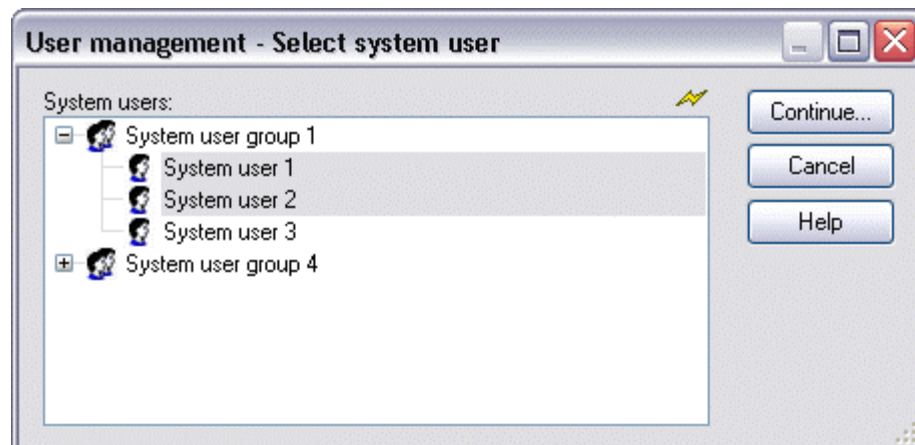 User management - Select system user
System users:
System user group 1
System user 1
System user 2
System user 3
System user group 4
Continue...
Cancel
Help